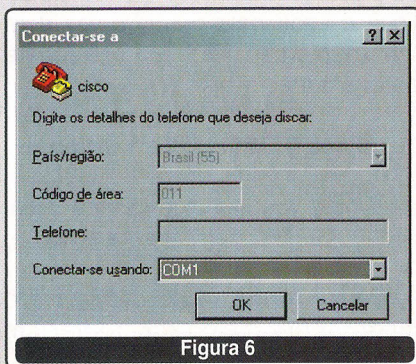 Conectar-se a
cisco
Digite os detalhes do telefone que deseja discar:
País/região: Brasil (55)
Código de área: 011
Telefone:
Conectar-se usando: COM1
OK Cancelar
Figura 6